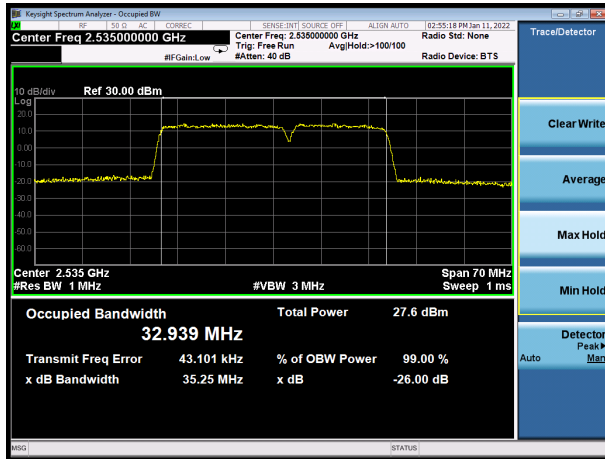 Keysight Spectrum Analyzer - Occupied BW
LXI RF 50 Ω AC CORREC SENSE:INT SOURCE OFF ALIGN AUTO 02:55:18 PM Jan 11, 2022
Center Freq 2.535000000 GHz
Center Freq: 2.535000000 GHz
Radio Std: None
Trig: Free Run Avg|Hold:>100/100
#IFGain:Low #Atten: 40 dB Radio Device: BTS
Trace/Detector
10 dB/div Ref 30.00 dBm
Log
20.0
10.0
0.00
-10.0
-20.0
-30.0
-40.0
-50.0
-60.0
Center 2.535 GHz Span 70 MHz
#Res BW 1 MHz #VBW 3 MHz Sweep 1 ms
Occupied Bandwidth Total Power 27.6 dBm
32.939 MHz
Transmit Freq Error 43.101 kHz % of OBW Power 99.00 %
x dB Bandwidth 35.25 MHz x dB -26.00 dB
Clear Write
Average
Max Hold
Min Hold
Detector
Peak▶
Auto Man
MSG STATUS